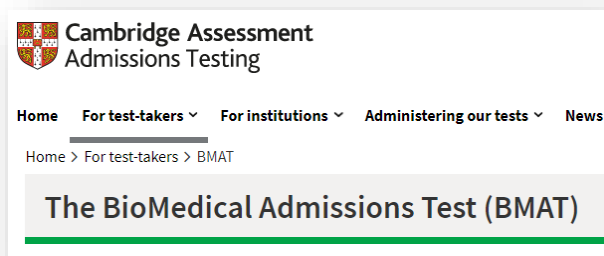 Cambridge Assessment
Admissions Testing
Home For test-takers For institutions Administering our tests News
Home > For test-takers > BMAT
The BioMedical Admissions Test (BMAT)